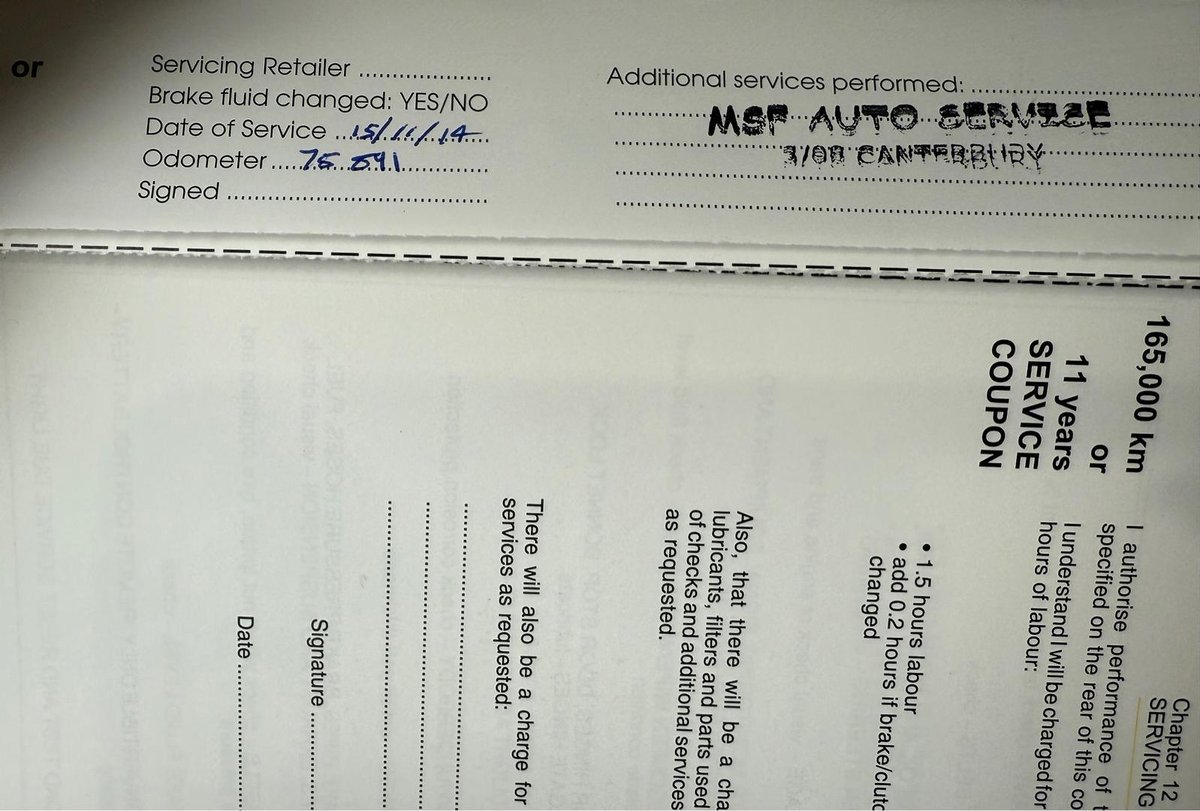 or
Servicing Retailer ......................
Brake fluid changed: YES/NO
Date of Service ..15/11/14..
Odometer....75.591..............
Signed ...........................................
Additional services performed: ......................
MSF AUTO SERVICE
CANTERBURY
Chapter 12
SERVICING
165,000 km
or
11 years
SERVICE
COUPON
I authorise performance of
specified on the rear of this co
I understand I will be charged for
hours of labour:
• 1.5 hours labour
• add 0.2 hours if brake/clutc
changed
Also, that there will be a cha
lubricants, filters and parts used
of checks and additional services
as requested.
There will also be a charge for
services as requested:
Signature ..................
Date ..........................